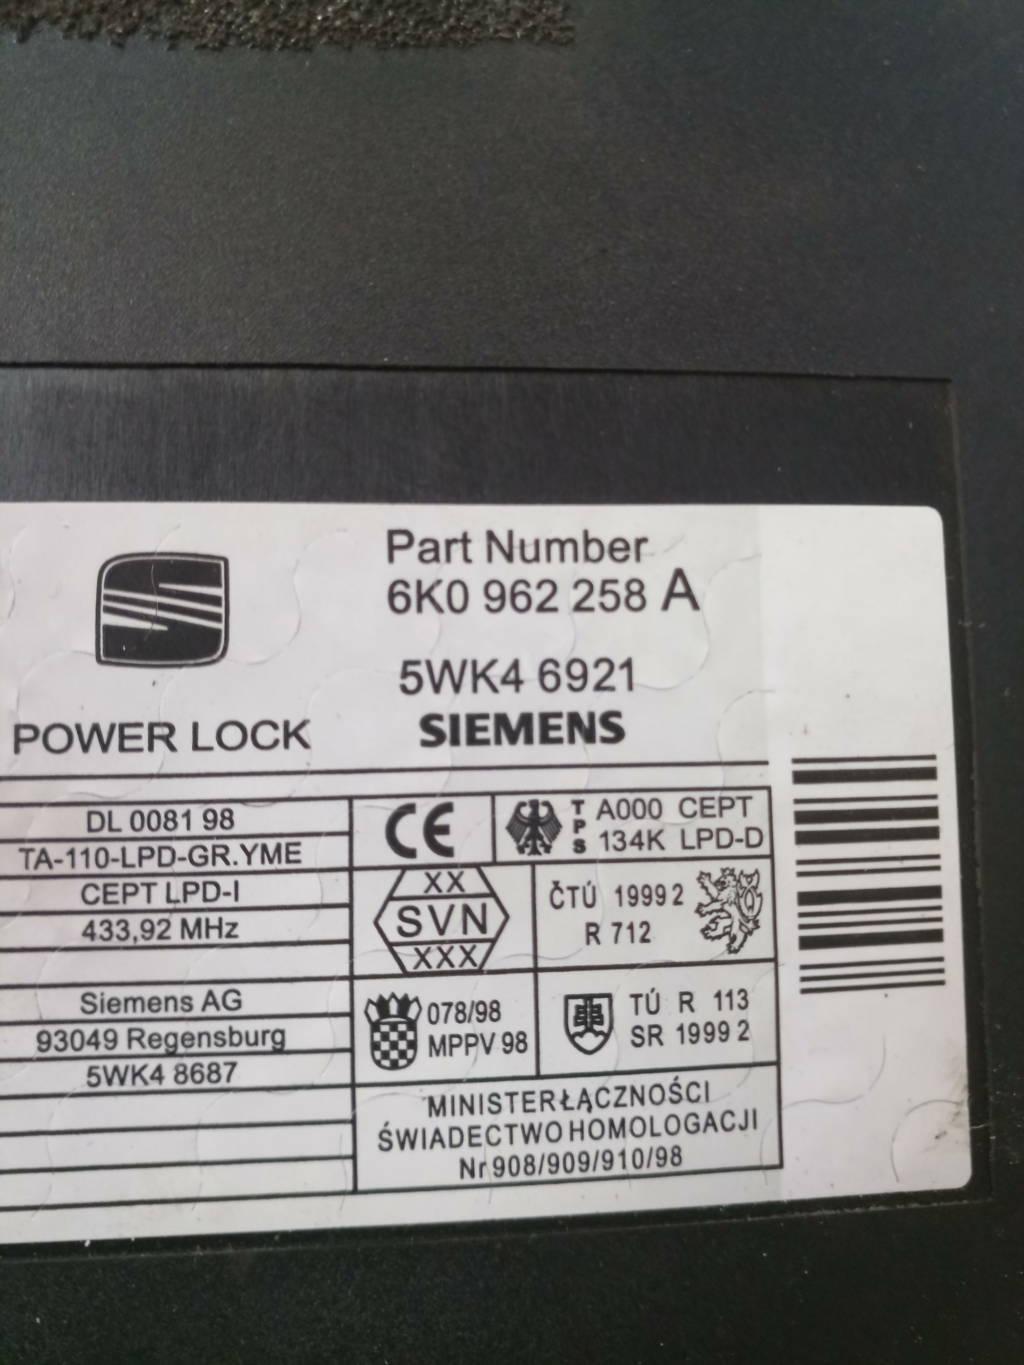 Part Number
6K0 962 258 A
5WK4 6921
SIEMENS
POWER LOCK
DL 0081 98
TA-110-LPD-GR.YME
CEPT LPD-I
433,92 MHz
Siemens AG
93049 Regensburg
5WK4 8687
CE
TPS
A000 CEPT
134K LPD-D
XX
SVN
XXX
ČTÚ 1999 2
R 712
078/98
MPPV 98
TÚ R 113
SR 1999 2
MINISTER ŁĄCZNOŚCI
ŚWIADECTWO HOMOLOGACJI
Nr 908/909/910/98